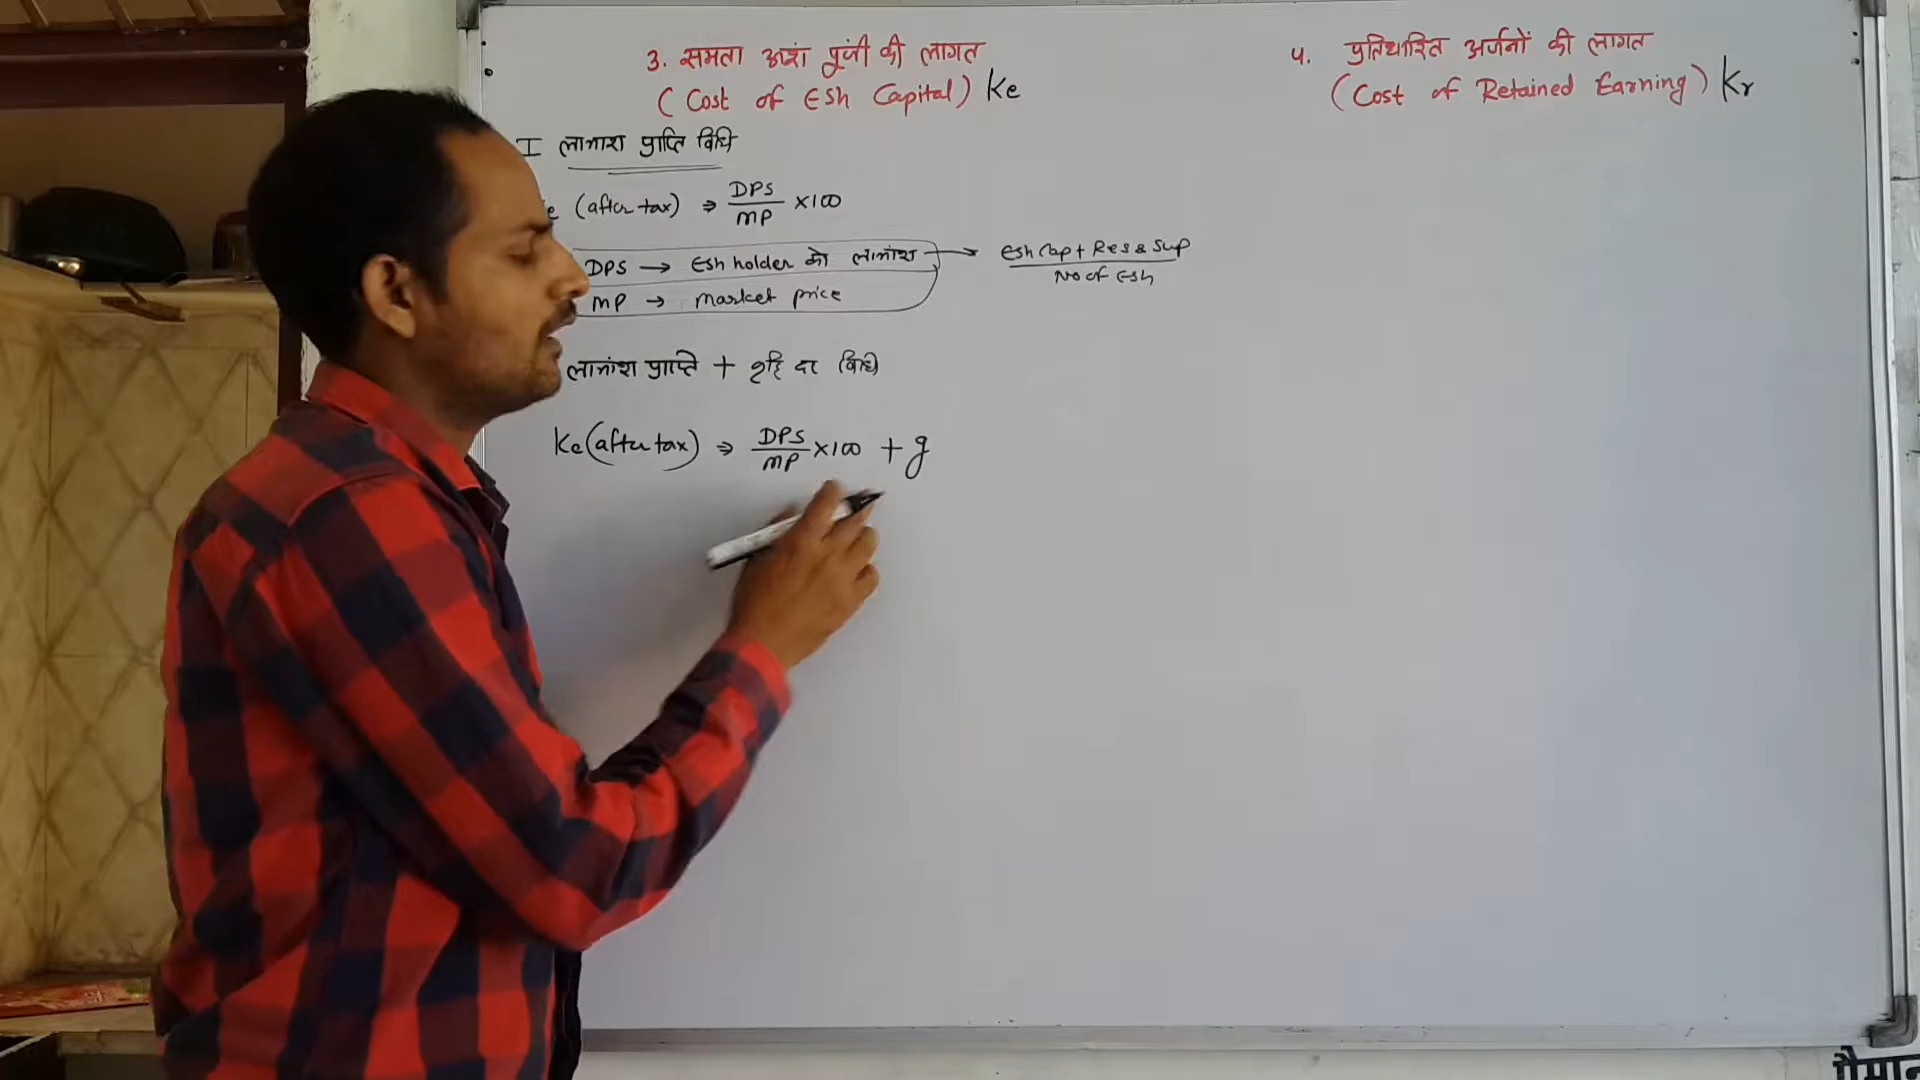 3. समता अंश पूंजी की लागत
(Cost of Esh Capital) Ke
I लाभांश प्राप्ति विधि
(after tax) ⇒ DPS/MP ×100
DPS → Esh holder को लाभांश → Esh Cap + Res & Sup / No of Esh
MP → market price
लाभांश प्राप्ति + वृद्धि दर विधि
Ke (after tax) ⇒ DPS/MP ×100 + g
4. प्रतिधारित अर्जनों की लागत
(Cost of Retained Earning) Kr